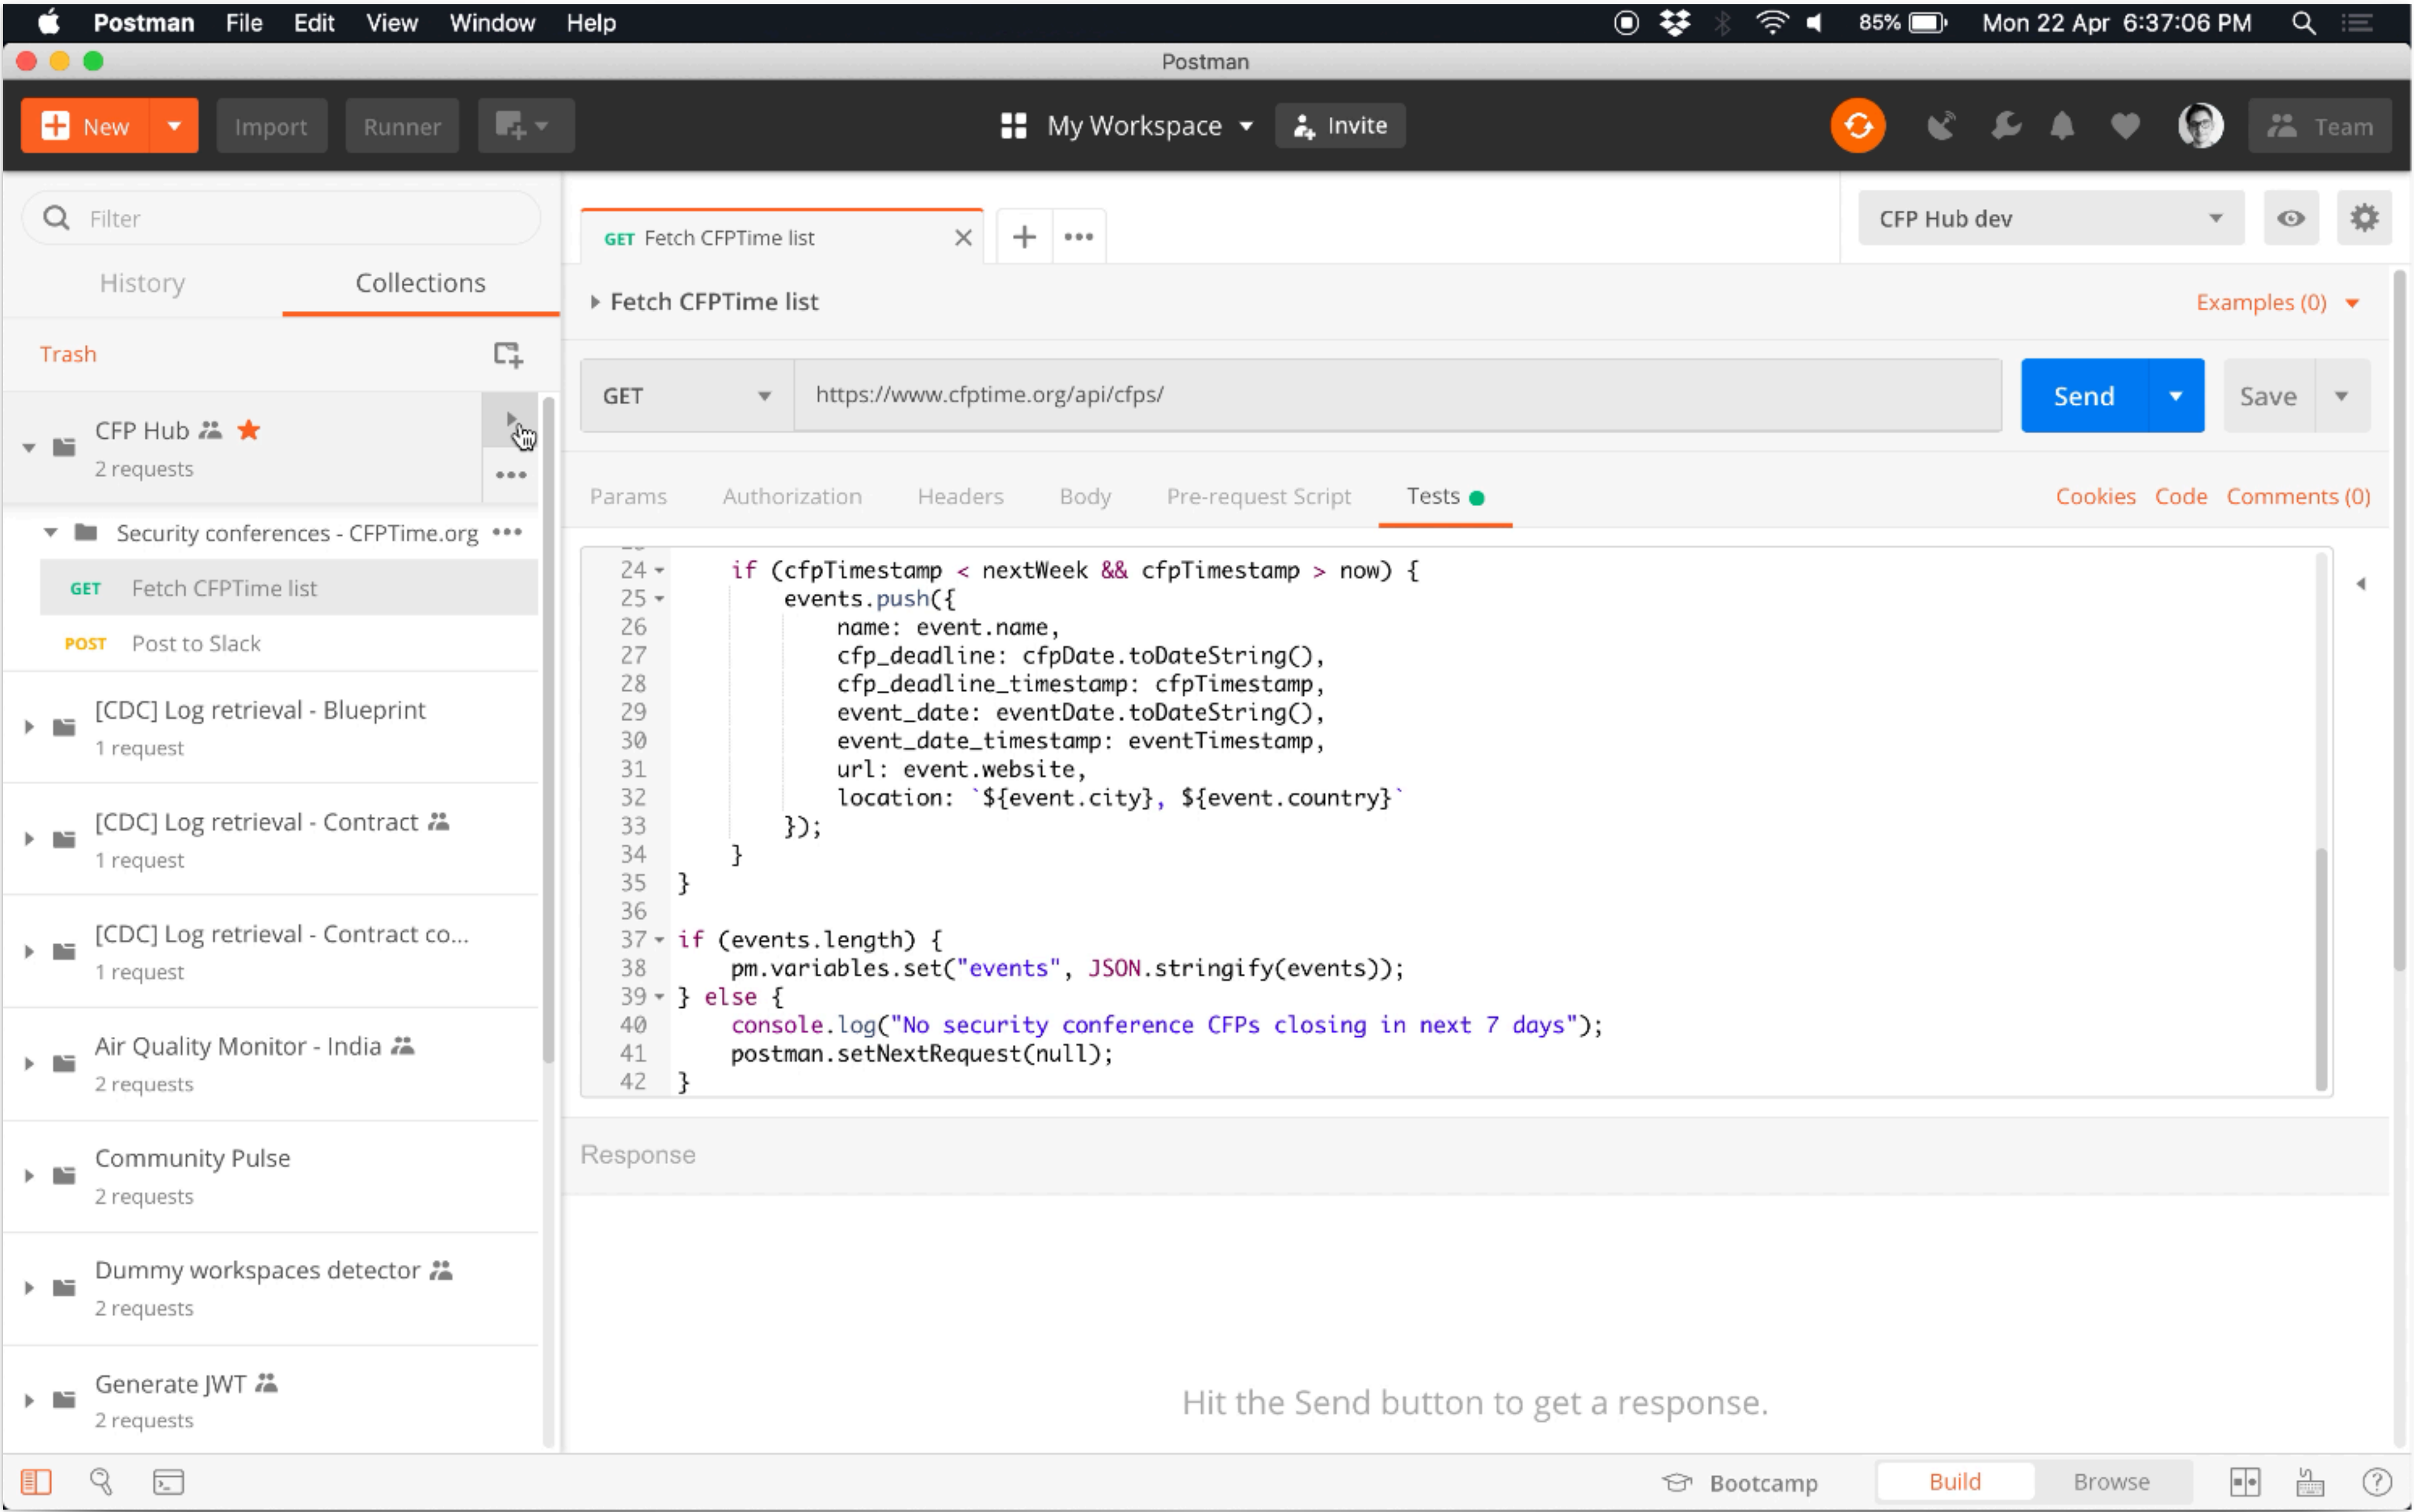 Postman File Edit View Window Help 85% Mon 22 Apr 6:37:06 PM
Postman
New Import Runner My Workspace Invite Team
Filter
History Collections
Trash
CFP Hub
2 requests
Security conferences - CFPTime.org
GET Fetch CFPTime list
POST Post to Slack
[CDC] Log retrieval - Blueprint
1 request
[CDC] Log retrieval - Contract
1 request
[CDC] Log retrieval - Contract co...
1 request
Air Quality Monitor - India
2 requests
Community Pulse
2 requests
Dummy workspaces detector
2 requests
Generate JWT
2 requests
GET Fetch CFPTime list
CFP Hub dev
Fetch CFPTime list
Examples (0)
GET https://www.cfptime.org/api/cfps/ Send Save
Params Authorization Headers Body Pre-request Script Tests Cookies Code Comments (0)
24 if (cfpTimestamp < nextWeek && cfpTimestamp > now) {
25 events.push({
26 name: event.name,
27 cfp_deadline: cfpDate.toDateString(),
28 cfp_deadline_timestamp: cfpTimestamp,
29 event_date: eventDate.toDateString(),
30 event_date_timestamp: eventTimestamp,
31 url: event.website,
32 location: `${event.city}, ${event.country}`
33 });
34 }
35 }
36
37 if (events.length) {
38 pm.variables.set("events", JSON.stringify(events));
39 } else {
40 console.log("No security conference CFPs closing in next 7 days");
41 postman.setNextRequest(null);
42 }
Response
Hit the Send button to get a response.
Bootcamp Build Browse